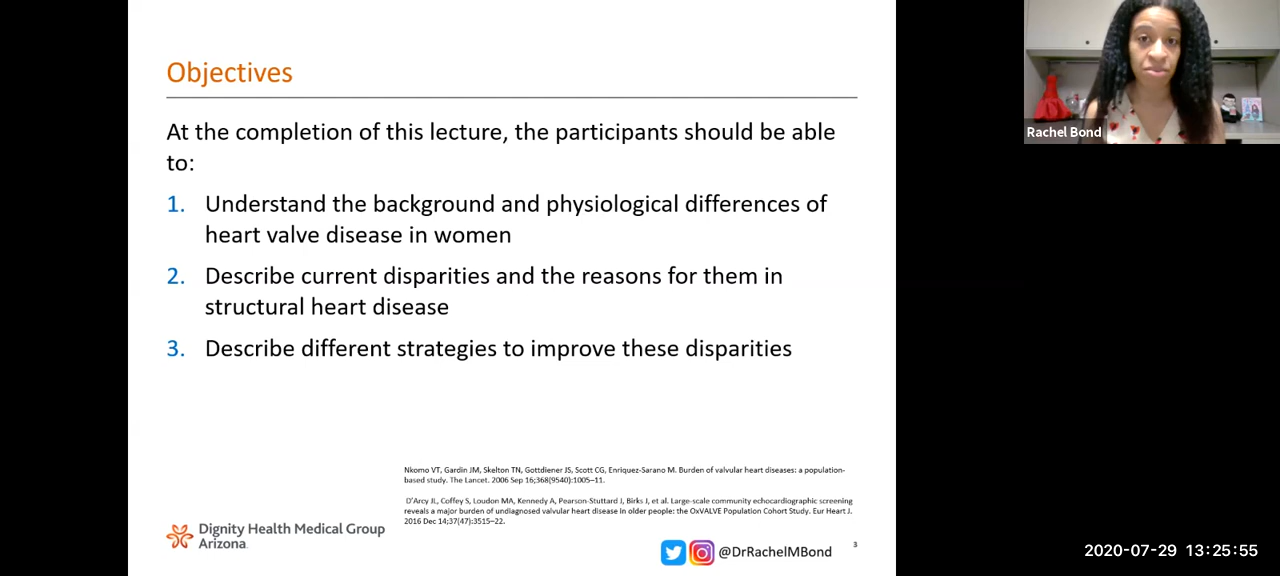 Objectives
At the completion of this lecture, the participants should be able
to:
1. Understand the background and physiological differences of
heart valve disease in women
2. Describe current disparities and the reasons for them in
structural heart disease
3. Describe different strategies to improve these disparities
Nkomo VT, Gardin JM, Skelton TN, Gottdiener JS, Scott CG, Enriquez-Sarano M. Burden of valvular heart diseases: a population-
based study. The Lancet. 2006 Sep 16;368(9540):1005–11.
D'Arcy JL, Coffey S, Loudon MA, Kennedy A, Pearson-Stuttard J, Birks J, et al. Large-scale community echocardiographic screening
reveals a major burden of undiagnosed valvular heart disease in older people: the OxVALVE Population Cohort Study. Eur Heart J.
2016 Dec 14;37(47):3515–22.
Dignity Health Medical Group
Arizona
@DrRachelMBond
3
Rachel Bond
2020-07-29 13:25:55